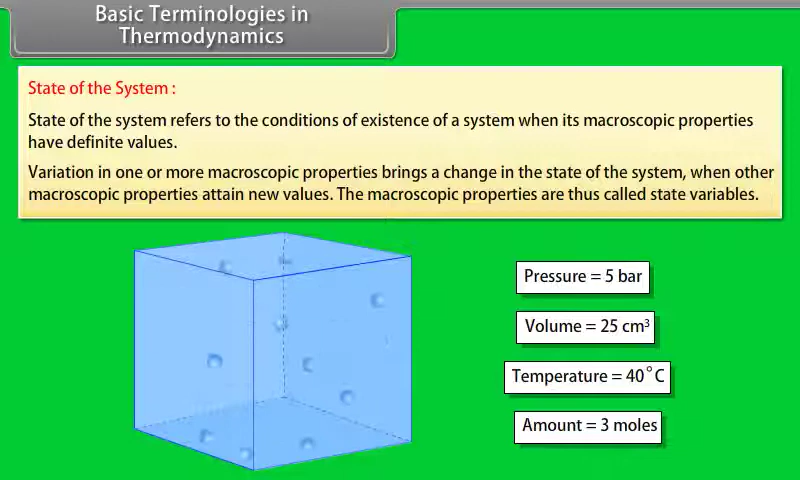 Basic Terminologies in
Thermodynamics
State of the System :
State of the system refers to the conditions of existence of a system when its macroscopic properties
have definite values.
Variation in one or more macroscopic properties brings a change in the state of the system, when other
macroscopic properties attain new values. The macroscopic properties are thus called state variables.
Pressure = 5 bar
Volume = 25 cm³
Temperature = 40°C
Amount = 3 moles